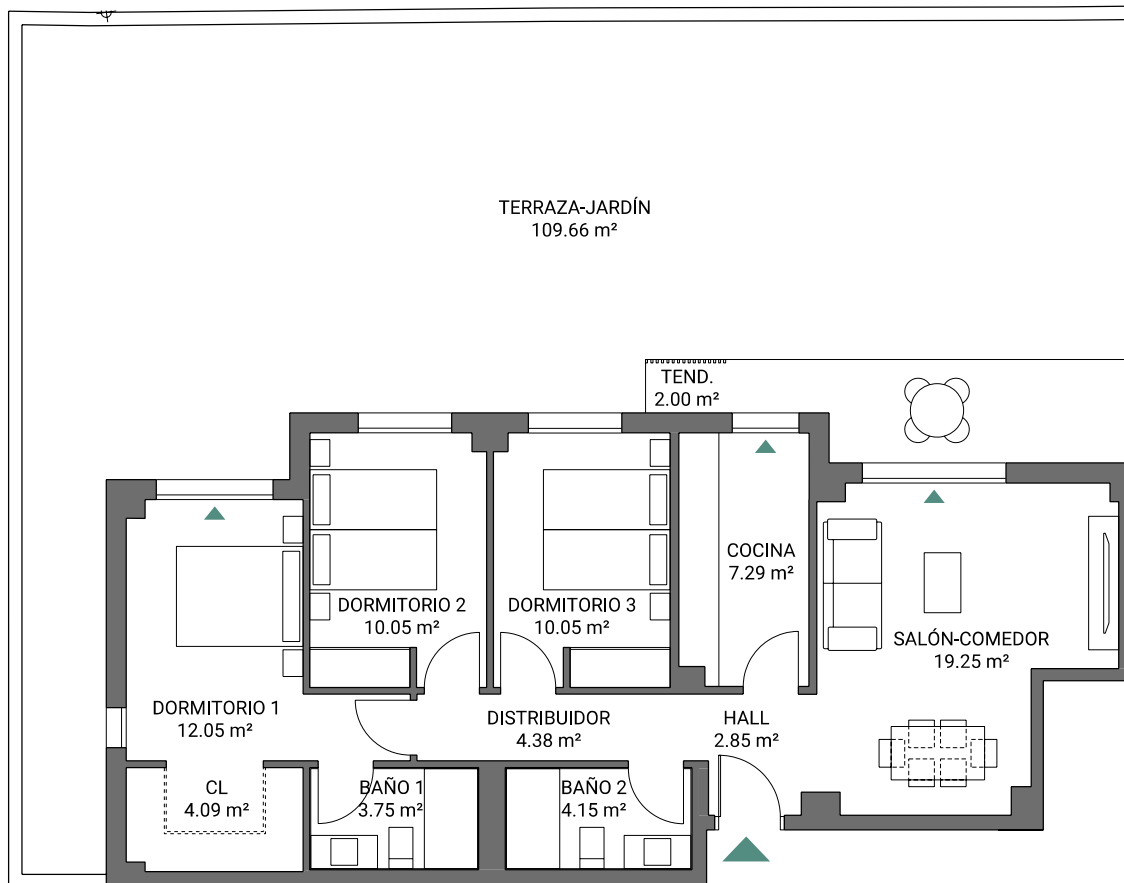 TERRAZA-JARDÍN
109.66 m²
TEND.
2.00 m²
COCINA
7.29 m²
DORMITORIO 2
10.05 m²
DORMITORIO 3
10.05 m²
SALÓN-COMEDOR
19.25 m²
DORMITORIO 1
12.05 m²
DISTRIBUIDOR
4.38 m²
HALL
2.85 m²
CL
4.09 m²
BAÑO 1
3.75 m²
BAÑO 2
4.15 m²